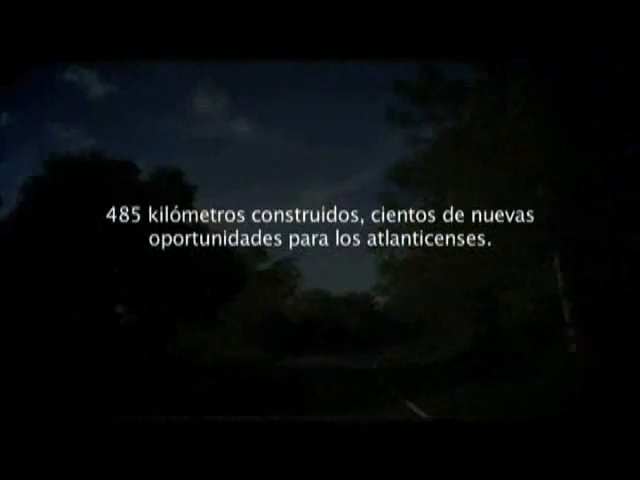 485 kilómetros construidos, cientos de nuevas
oportunidades para los atlanticenses.